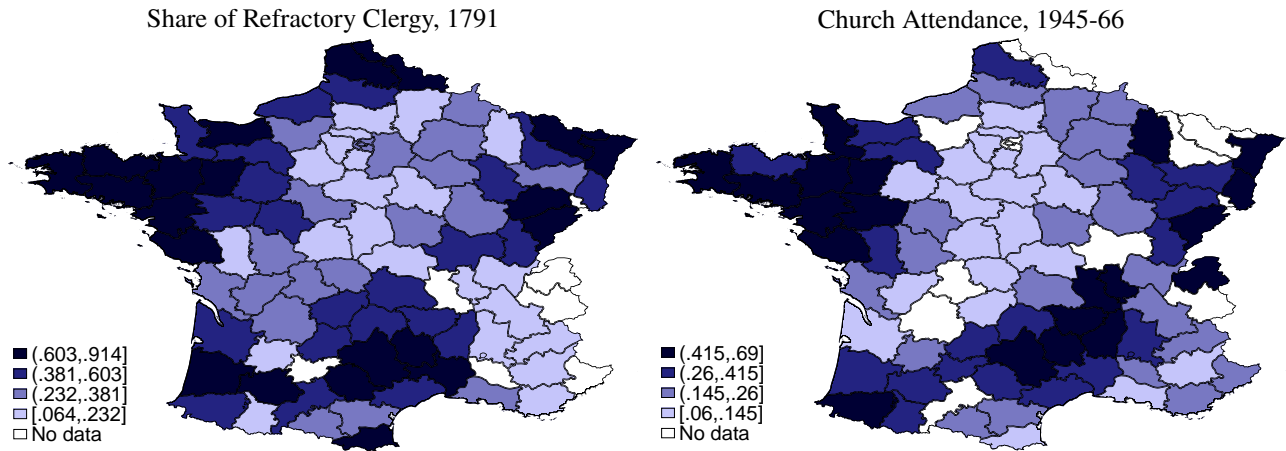 Share of Refractory Clergy, 1791
(.603,.914]
(.381,.603]
(.232,.381]
[.064,.232]
No data
Church Attendance, 1945-66
(.415,.69]
(.26,.415]
(.145,.26]
[.06,.145]
No data